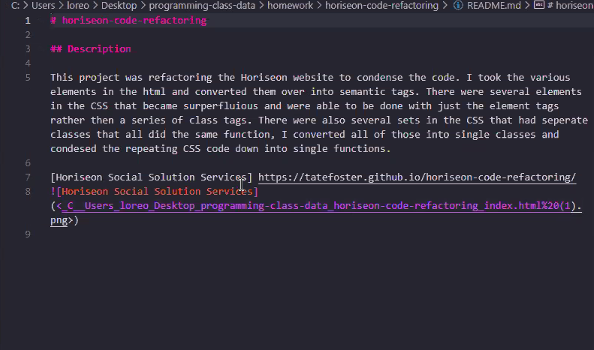 C: > Users > loreo > Desktop > programming-class-data > homework > horiseon-code-refactoring > README.md > # horiseon
1 # horiseon-code-refactoring
2
3 ## Description
4
5 This project was refactoring the Horiseon website to condense the code. I took the various
elements in the html and converted them over into semantic tags. There were several elements
in the CSS that became surperfluious and were able to be done with just the element tags
rather then a series of class tags. There were also several sets in the CSS that had seperate
classes that all did the same function, I converted all of those into single classes and
condesed the repeating CSS code down into single functions.
6
7 [Horiseon Social Solution Services] https://tatefoster.github.io/horiseon-code-refactoring/
8 ![Horiseon Social Solution Services]
(<_C__Users_loreo_Desktop_programming-class-data_horiseon-code-refactoring_index.html%20(1).
png>)
9